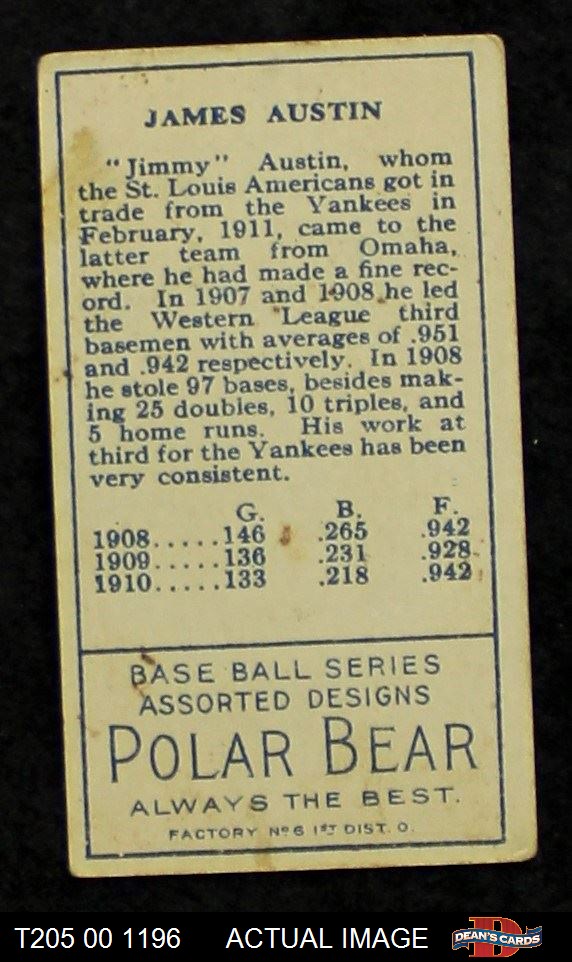 JAMES AUSTIN
"Jimmy" Austin, whom
the St. Louis Americans got in
trade from the Yankees in
February, 1911, came to the
latter team from Omaha,
where he had made a fine rec-
ord. In 1907 and 1908 he led
the Western League third
basemen with averages of .951
and .942 respectively. In 1908
he stole 97 bases, besides mak-
ing 25 doubles, 10 triples, and
5 home runs. His work at
third for the Yankees has been
very consistent.
G. B. F.
1908.....146 .265 .942
1909.....136 .231 .928
1910.....133 .218 .942
BASE BALL SERIES
ASSORTED DESIGNS
POLAR BEAR
ALWAYS THE BEST.
FACTORY Nº 6 1ST DIST. O.
T205 00 1196 ACTUAL IMAGE DEAN'S CARDS